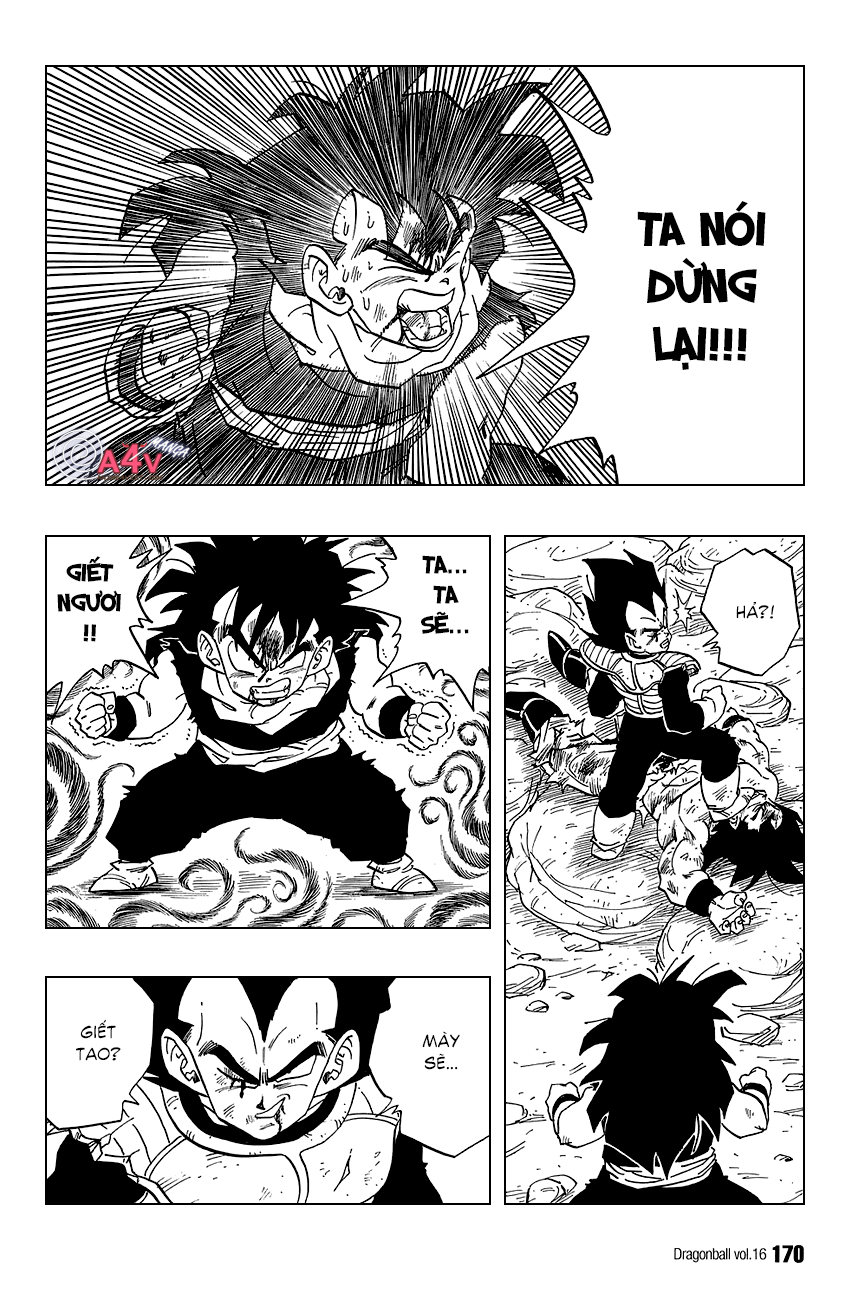 TA NÓI
DỪNG
LẠI!!!
HẢ?!
TA...
TA
SẼ...
GIẾT
NGƯƠI
!!
MÀY
SẼ...
GIẾT
TAO?
A4V
MANGA
Dragonball vol.16 170